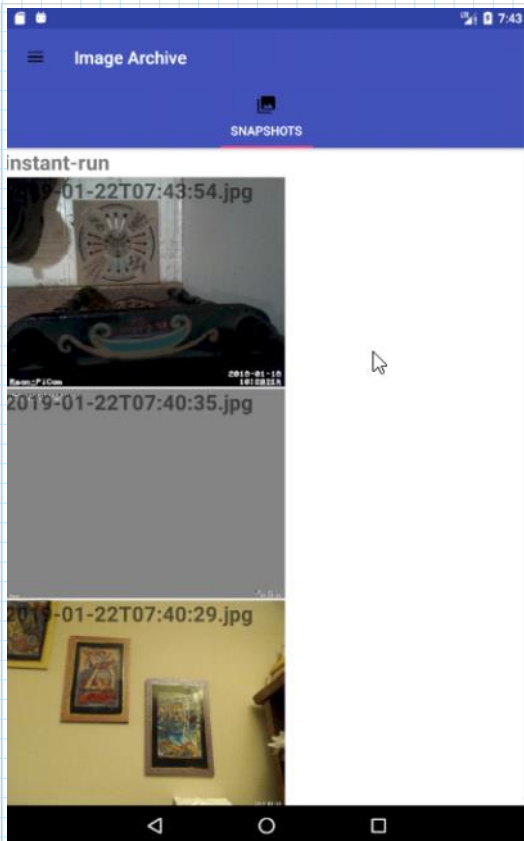 7:43
Image Archive
SNAPSHOTS
instant-run
2019-01-22T07:43:54.jpg
2019-01-22T07:40:35.jpg
2019-01-22T07:40:29.jpg